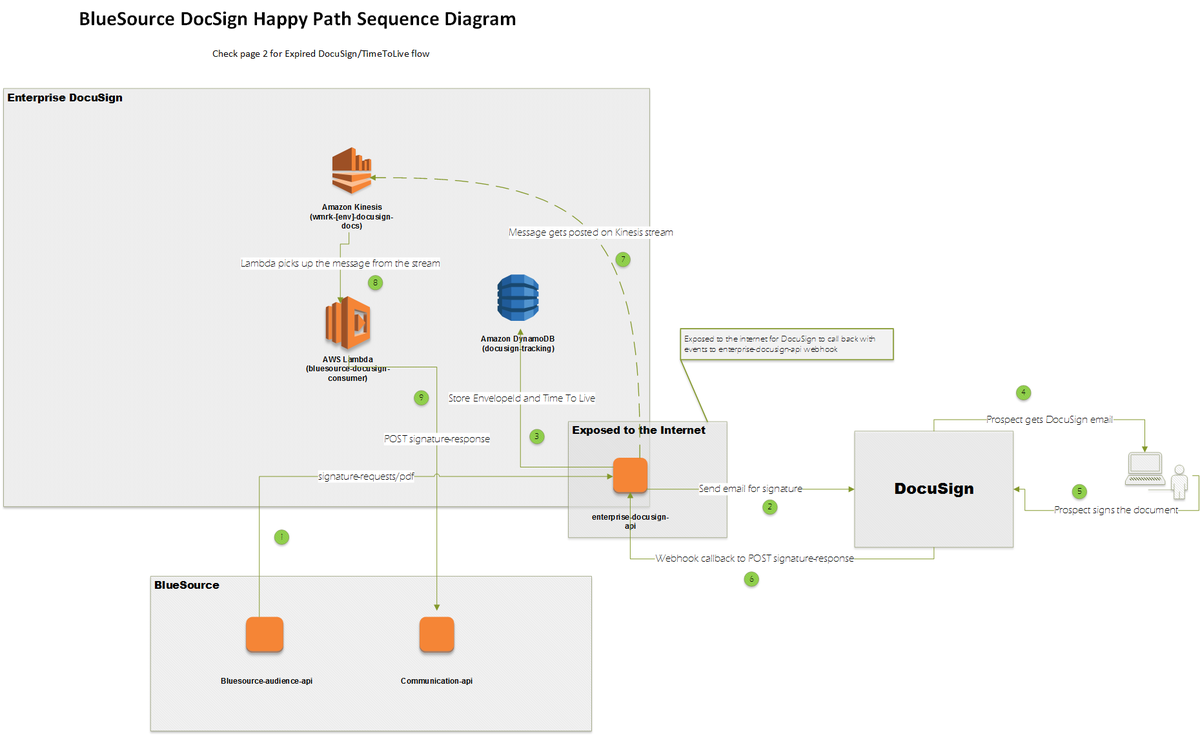 BlueSource DocSign Happy Path Sequence Diagram
Check page 2 for Expired DocuSign/TimeToLive flow
Enterprise DocuSign
Amazon Kinesis
(wmrk-[env]-docusign-
docs)
Message gets posted on Kinesis stream
7
Lambda picks up the message from the stream
8
Amazon DynamoDB
(docusign-tracking)
AWS Lambda
(bluesource-docusign-
consumer)
Exposed to the internet for DocuSign to call back with
events to enterprise-docusign-api webhook
9
Store EnvelopeId and Time To Live
4
Prospect gets DocuSign email
POST signature-response
3
Exposed to the Internet
signature-requests/pdf
Send email for signature
2
DocuSign
5
Prospect signs the document
enterprise-docusign-
api
1
Webhook callback to POST signature-response
6
BlueSource
Bluesource-audience-api
Communication-api